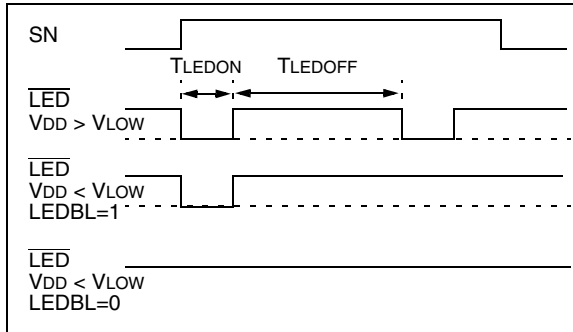 SN
TLEDON TLEDOFF
LED
VDD > VLOW
LED
VDD < VLOW
LEDBL=1
LED
VDD < VLOW
LEDBL=0